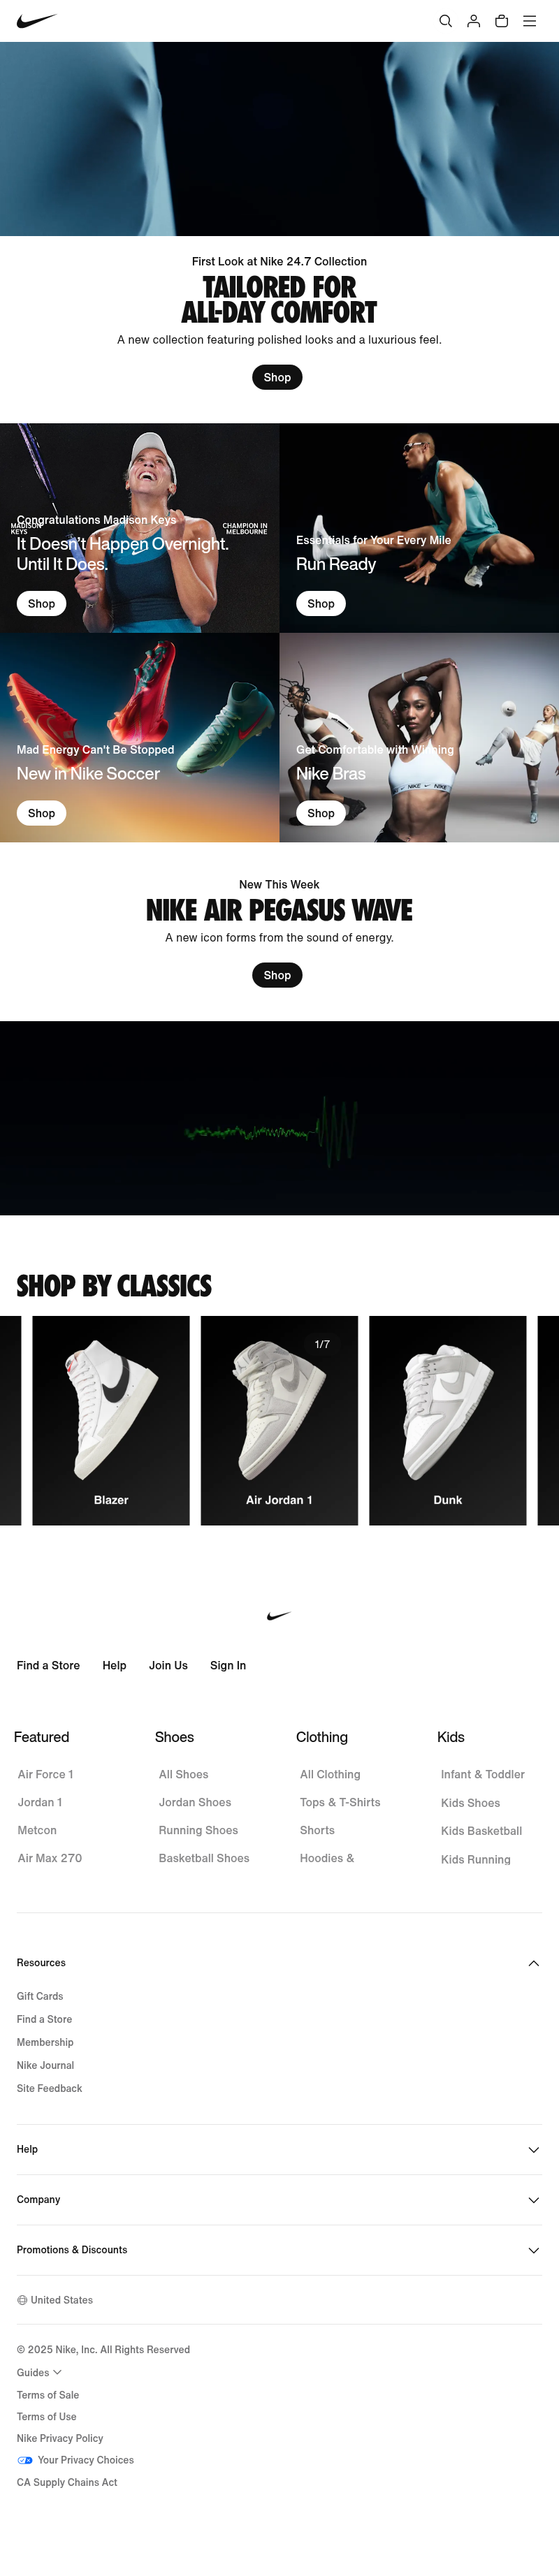 First Look at Nike 24.7 Collection
TAILORED FOR
ALL-DAY COMFORT
A new collection featuring polished looks and a luxurious feel.
Shop
MADISON
KEYS
CHAMPION IN
MELBOURNE
Congratulations Madison Keys
It Doesn’t Happen Overnight.
Until It Does.
Shop
Essentials for Your Every Mile
Run Ready
Shop
Mad Energy Can't Be Stopped
New in Nike Soccer
Shop
Get Comfortable with Winning
Nike Bras
NIKE
NIKE
Shop
New This Week
NIKE AIR PEGASUS WAVE
A new icon forms from the sound of energy.
Shop
SHOP BY CLASSICS
1/7
Blazer
Air Jordan 1
Dunk
Find a Store
Help
Join Us
Sign In
Featured
Air Force 1
Jordan 1
Metcon
Air Max 270
Shoes
All Shoes
Jordan Shoes
Running Shoes
Basketball Shoes
Clothing
All Clothing
Tops & T-Shirts
Shorts
Hoodies &
Kids
Infant & Toddler
Kids Shoes
Kids Basketball
Kids Running
Resources
Gift Cards
Find a Store
Membership
Nike Journal
Site Feedback
Help
Company
Promotions & Discounts
United States
© 2025 Nike, Inc. All Rights Reserved
Guides
Terms of Sale
Terms of Use
Nike Privacy Policy
Your Privacy Choices
CA Supply Chains Act